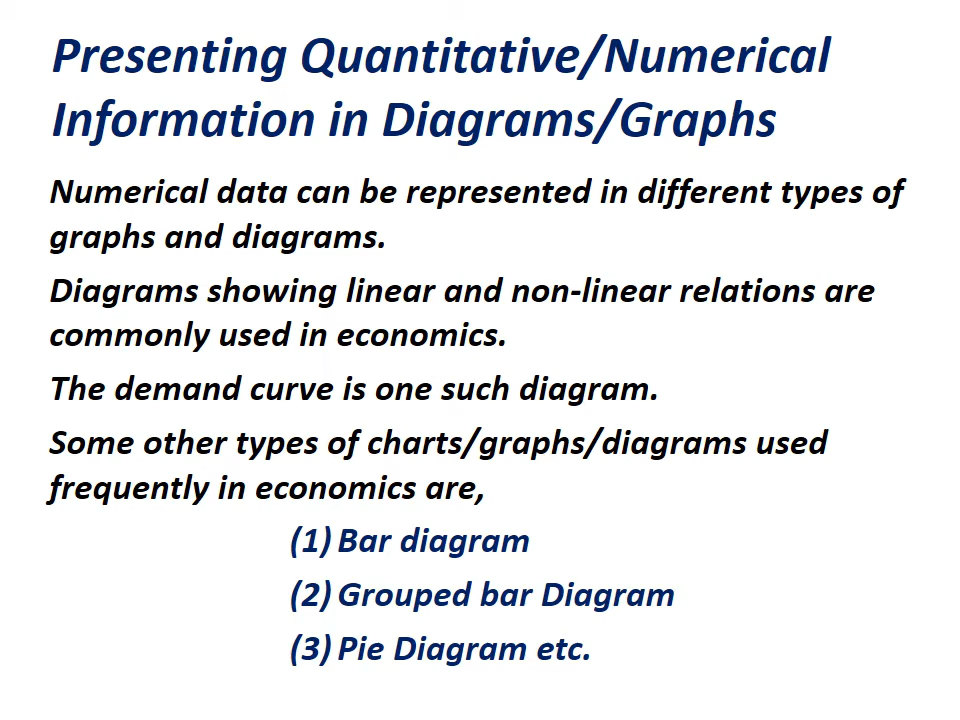 Presenting Quantitative/Numerical
Information in Diagrams/Graphs
Numerical data can be represented in different types of
graphs and diagrams.
Diagrams showing linear and non-linear relations are
commonly used in economics.
The demand curve is one such diagram.
Some other types of charts/graphs/diagrams used
frequently in economics are,
(1) Bar diagram
(2) Grouped bar Diagram
(3) Pie Diagram etc.